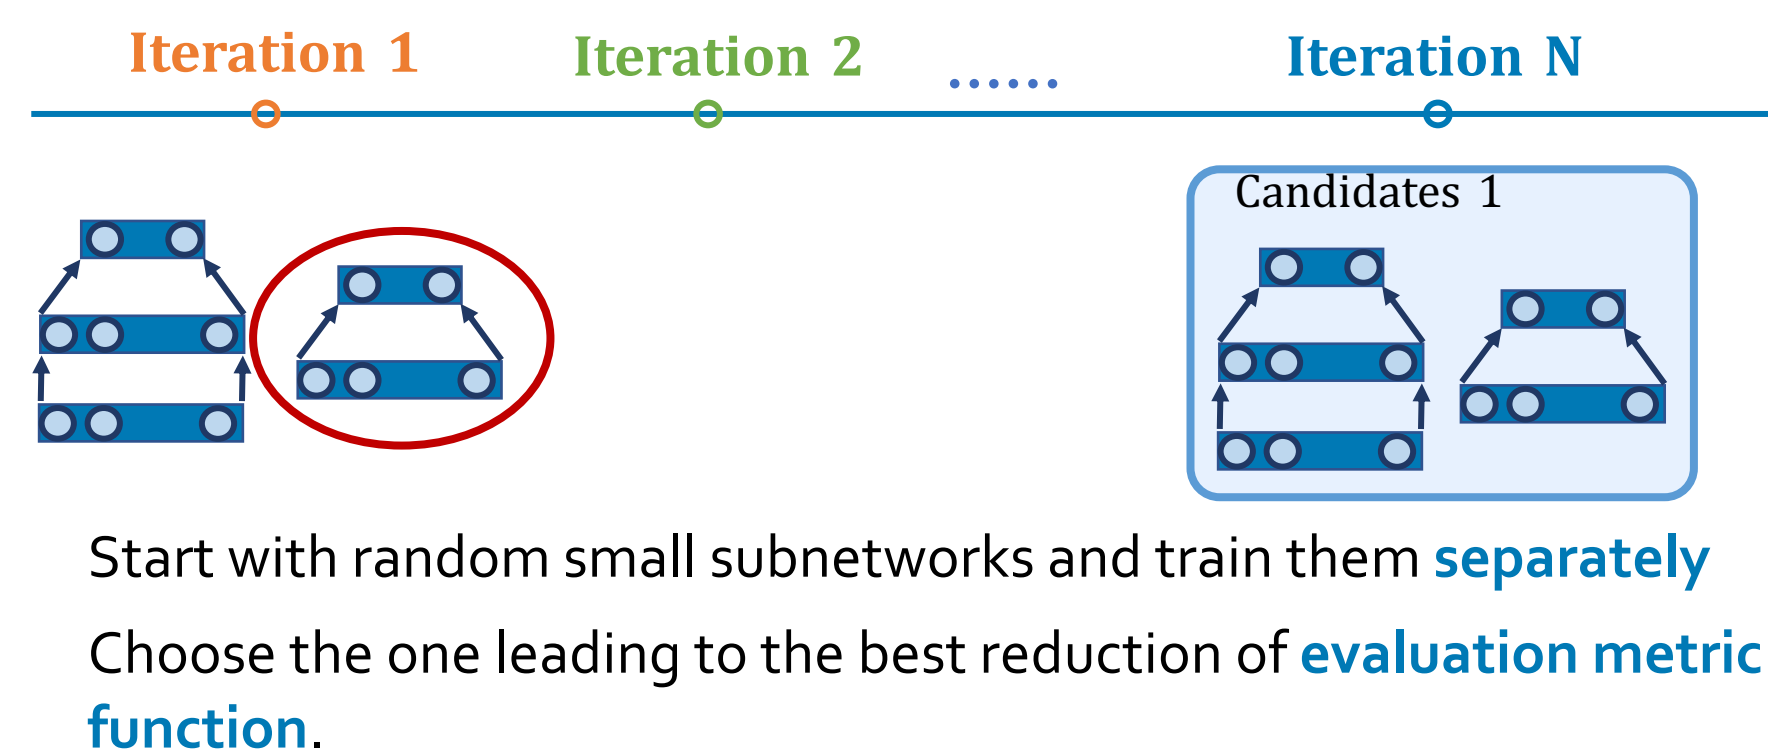 Iteration 1
Iteration 2
......
Iteration N
Candidates 1
Start with random small subnetworks and train them separately
Choose the one leading to the best reduction of evaluation metric
function.